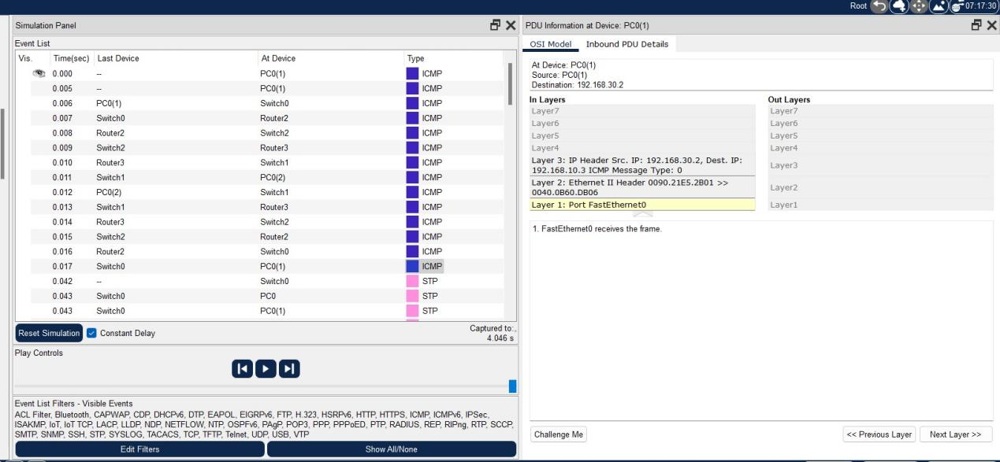 Root 07:17:30
Simulation Panel
Event List
Vis. Time(sec) Last Device At Device Type
0.000 -- PC0(1) ICMP
0.005 -- PC0(1) ICMP
0.006 PC0(1) Switch0 ICMP
0.007 Switch0 Router2 ICMP
0.008 Router2 Switch2 ICMP
0.009 Switch2 Router3 ICMP
0.010 Router3 Switch1 ICMP
0.011 Switch1 PC0(2) ICMP
0.012 PC0(2) Switch1 ICMP
0.013 Switch1 Router3 ICMP
0.014 Router3 Switch2 ICMP
0.015 Switch2 Router2 ICMP
0.016 Router2 Switch0 ICMP
0.017 Switch0 PC0(1) ICMP
0.042 -- Switch0 STP
0.043 Switch0 PC0 STP
0.043 Switch0 PC0(1) STP
Reset Simulation Constant Delay Captured to:
4.046 s
Play Controls
Event List Filters - Visible Events
ACL Filter, Bluetooth, CAPWAP, CDP, DHCPv6, DTP, EAPOL, EIGRPv6, FTP, H.323, HSRPv6, HTTP, HTTPS, ICMP, ICMPv6, IPSec,
ISAKMP, IoT, IoT TCP, LACP, LLDP, NDP, NETFLOW, NTP, OSPFv6, PAgP, POP3, PPP, PPPoED, PTP, RADIUS, REP, RIPng, RTP, SCCP,
SMTP, SNMP, SSH, STP, SYSLOG, TACACS, TCP, TFTP, Telnet, UDP, USB, VTP
Edit Filters Show All/None
PDU Information at Device: PC0(1)
OSI Model Inbound PDU Details
At Device: PC0(1)
Source: PC0(1)
Destination: 192.168.30.2
In Layers Out Layers
Layer7 Layer7
Layer6 Layer6
Layer5 Layer5
Layer4 Layer4
Layer 3: IP Header Src. IP: 192.168.30.2, Dest. IP:
192.168.10.3 ICMP Message Type: 0 Layer3
Layer 2: Ethernet II Header 0090.21E5.2B01 >>
0040.0B60.DB06 Layer2
Layer 1: Port FastEthernet0 Layer1
1. FastEthernet0 receives the frame.
Challenge Me << Previous Layer Next Layer >>